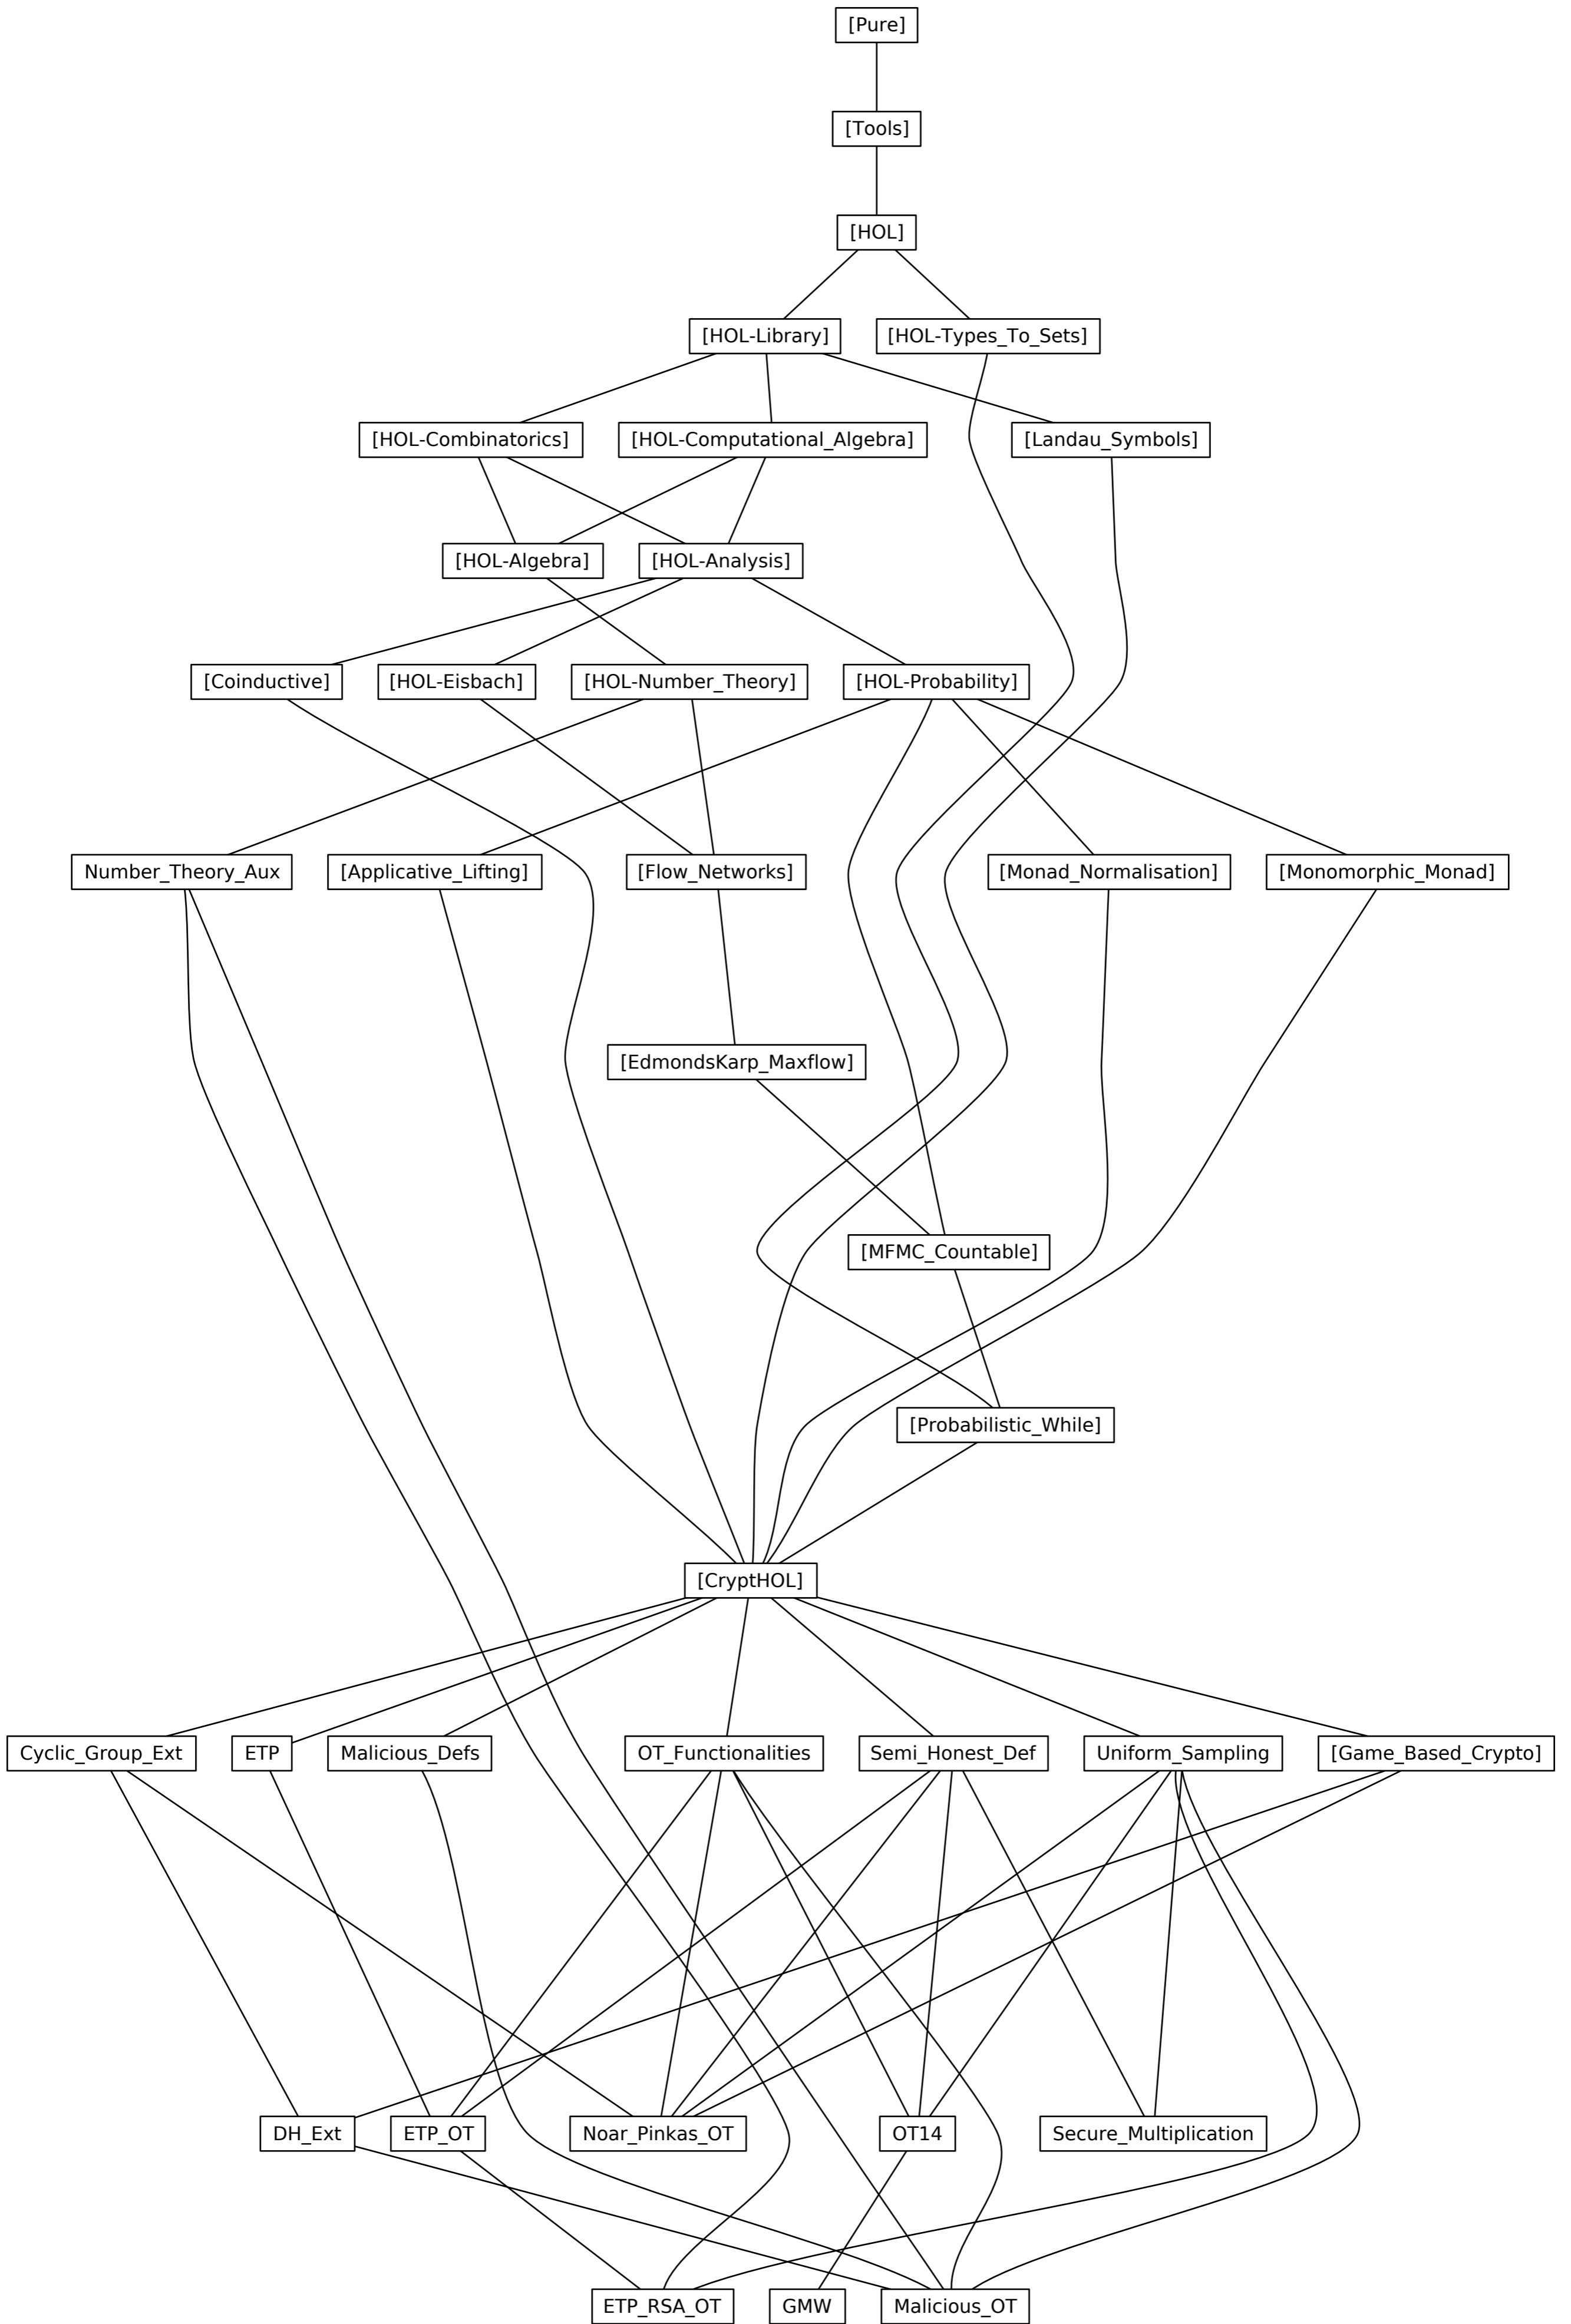 [Pure]
[Tools]
[HOL]
[HOL-Library]
[HOL-Types_To_Sets]
[HOL-Combinatorics]
[HOL-Computational_Algebra]
[Landau_Symbols]
[HOL-Algebra]
[HOL-Analysis]
[Coinductive]
[HOL-Eisbach]
[HOL-Number_Theory]
[HOL-Probability]
Number_Theory_Aux
[Applicative_Lifting]
[Flow_Networks]
[Monad_Normalisation]
[Monomorphic_Monad]
[EdmondsKarp_Maxflow]
[MFMC_Countable]
[Probabilistic_While]
[CryptHOL]
Cyclic_Group_Ext
ETP
Malicious_Defs
OT_Functionalities
Semi_Honest_Def
Uniform_Sampling
[Game_Based_Crypto]
DH_Ext
ETP_OT
Noar_Pinkas_OT
OT14
Secure_Multiplication
ETP_RSA_OT
GMW
Malicious_OT